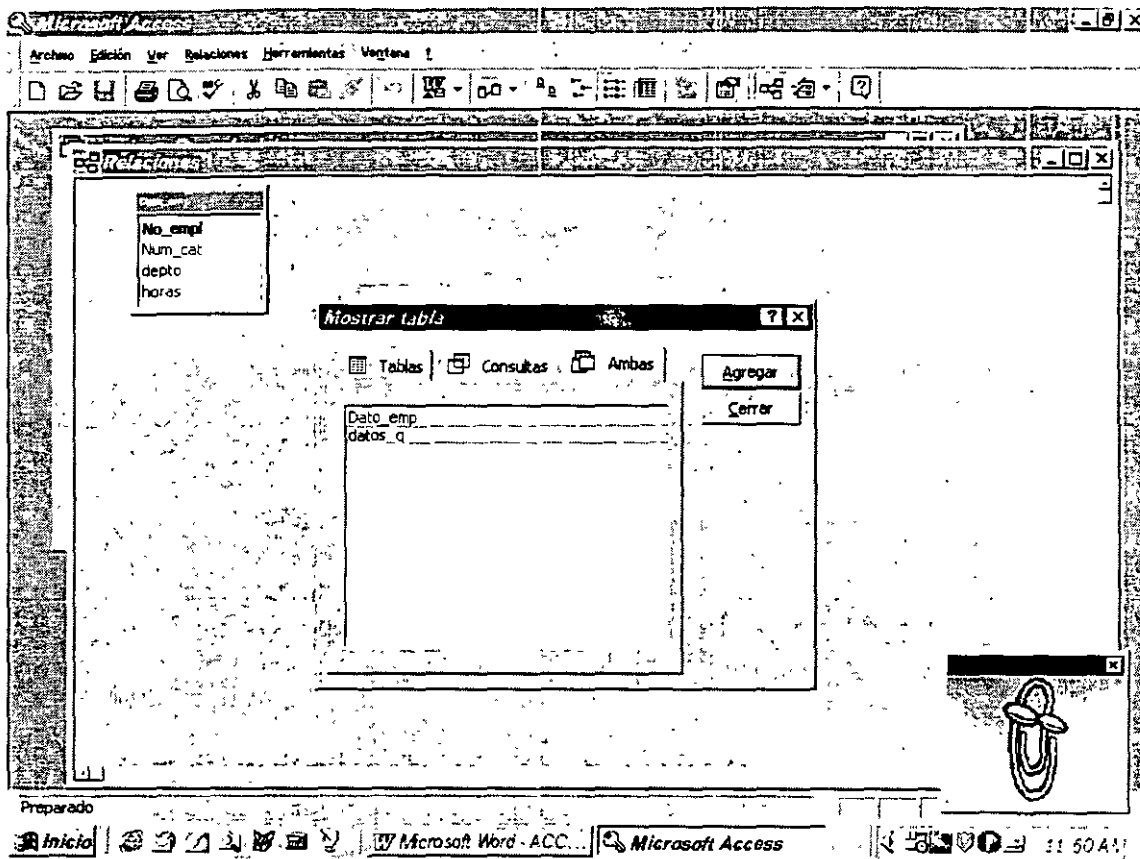 Microsoft Access
Archivo Edición Ver Relaciones Herramientas Ventana ?
Relaciones
No_empl
Num_cat
depto
horas
Mostrar tabla
Tablas Consultas Ambas
Agregar
Cerrar
Dato_emp
datos_q
Preparado
Inicio Microsoft Word - ACC... Microsoft Access 11 50 AM